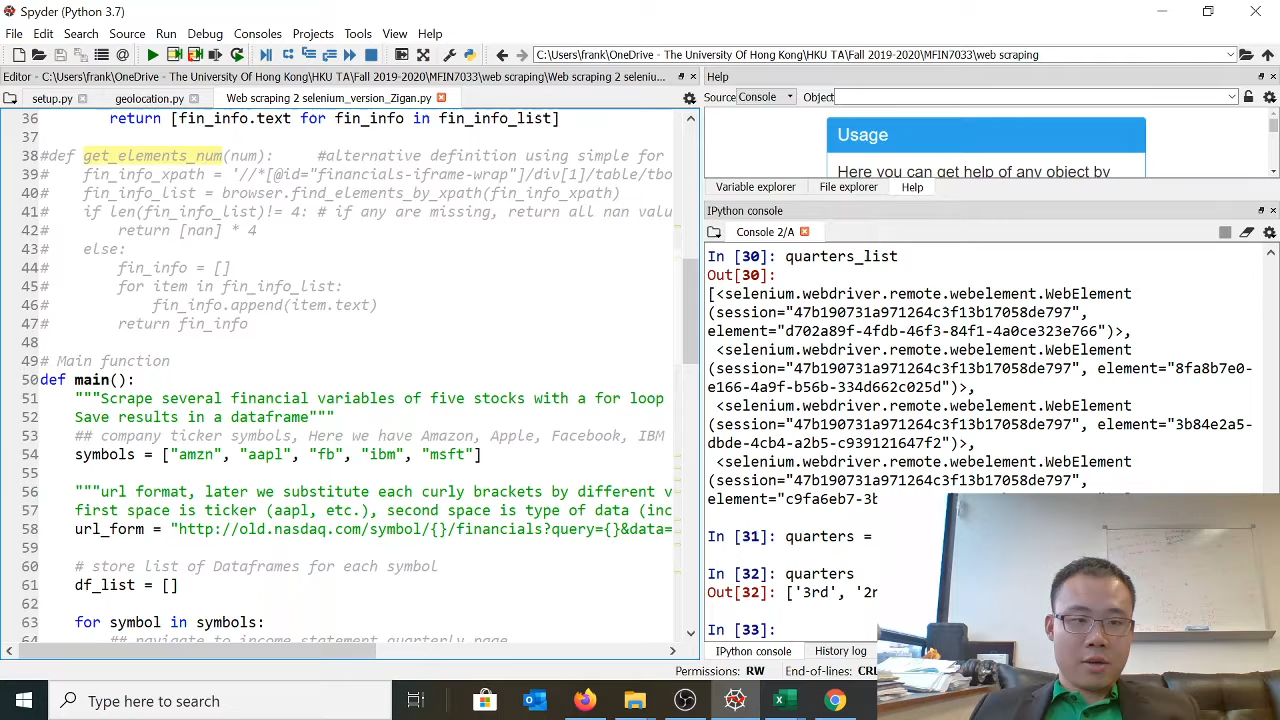 Spyder (Python 3.7)
File Edit Search Source Run Debug Consoles Projects Tools View Help
C:\Users\frank\OneDrive - The University Of Hong Kong\HKU TA\Fall 2019-2020\MFIN7033\web scraping
Editor - C:\Users\frank\OneDrive - The University Of Hong Kong\HKU TA\Fall 2019-2020\MFIN7033\web scraping\Web scraping 2 seleniu...
setup.py geolocation.py Web scraping 2 selenium_version_Zigan.py
36 return [fin_info.text for fin_info in fin_info_list]
37
38 #def get_elements_num(num): #alternative definition using simple for
39 # fin_info_xpath = '//*[@id="financials-iframe-wrap"]/div[1]/table/tbo
40 # fin_info_list = browser.find_elements_by_xpath(fin_info_xpath)
41 # if len(fin_info_list)!= 4: # if any are missing, return all nan valu
42 # return [nan] * 4
43 # else:
44 # fin_info = []
45 # for item in fin_info_list:
46 # fin_info.append(item.text)
47 # return fin_info
48
49 # Main function
50 def main():
51 """Scrape several financial variables of five stocks with a for loop
52 Save results in a dataframe"""
53 ## company ticker symbols, Here we have Amazon, Apple, Facebook, IBM
54 symbols = ["amzn", "aapl", "fb", "ibm", "msft"]
55
56 """url format, later we substitute each curly brackets by different v
57 first space is ticker (aapl, etc.), second space is type of data (inc
58 url_form = "http://old.nasdaq.com/symbol/{}/financials?query={}&data=
59
60 # store list of Dataframes for each symbol
61 df_list = []
62
63 for symbol in symbols:
64 ## navigate to income statement quarterly page
Help
Source Console Object
Usage
Here you can get help of any object by
Variable explorer File explorer Help
IPython console
Console 2/A
In [30]: quarters_list
Out[30]:
[<selenium.webdriver.remote.webelement.WebElement
(session="47b190731a971264c3f13b17058de797",
element="d702a89f-4fdb-46f3-84f1-4a0ce323e766")>,
<selenium.webdriver.remote.webelement.WebElement
(session="47b190731a971264c3f13b17058de797", element="8fa8b7e0-
e166-4a9f-b56b-334d662c025d")>,
<selenium.webdriver.remote.webelement.WebElement
(session="47b190731a971264c3f13b17058de797", element="3b84e2a5-
dbde-4cb4-a2b5-c939121647f2")>,
<selenium.webdriver.remote.webelement.WebElement
(session="47b190731a971264c3f13b17058de797",
element="c9fa6eb7-3b
In [31]: quarters =
In [32]: quarters
Out[32]: ['3rd', '2n
In [33]:
IPython console History log
Permissions: RW End-of-lines: CRL
Type here to search